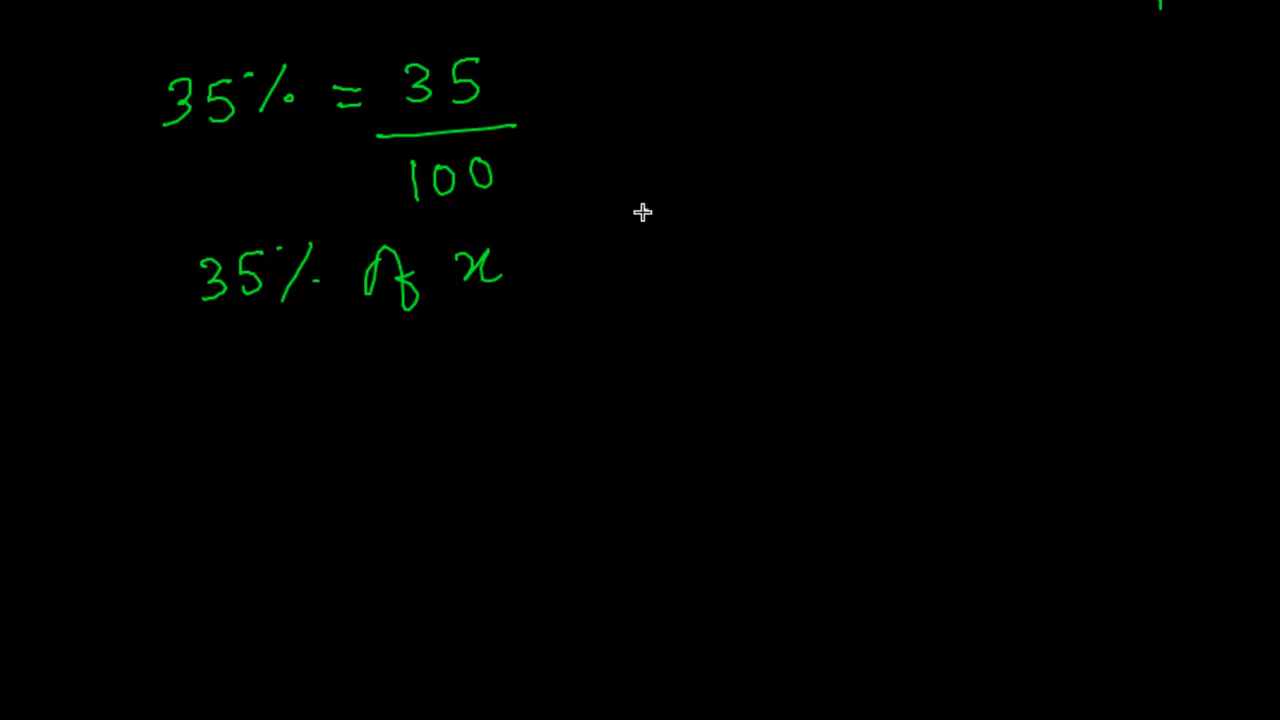 35% = 35/100
35% of x